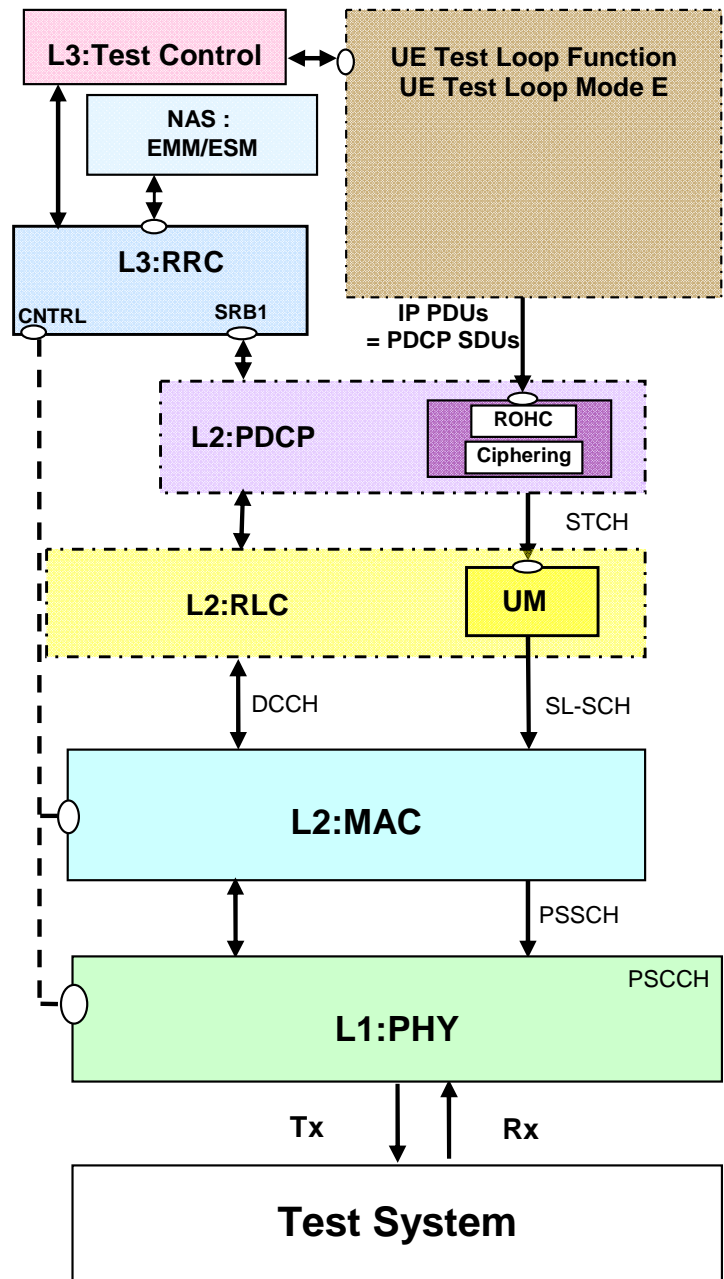 L3:Test Control
UE Test Loop Function
UE Test Loop Mode E
NAS :
EMM/ESM
L3:RRC
CNTRL
SRB1
IP PDUs
= PDCP SDUs
L2:PDCP
ROHC
Ciphering
STCH
L2:RLC
UM
DCCH
SL-SCH
L2:MAC
PSSCH
PSCCH
L1:PHY
Tx
Rx
Test System